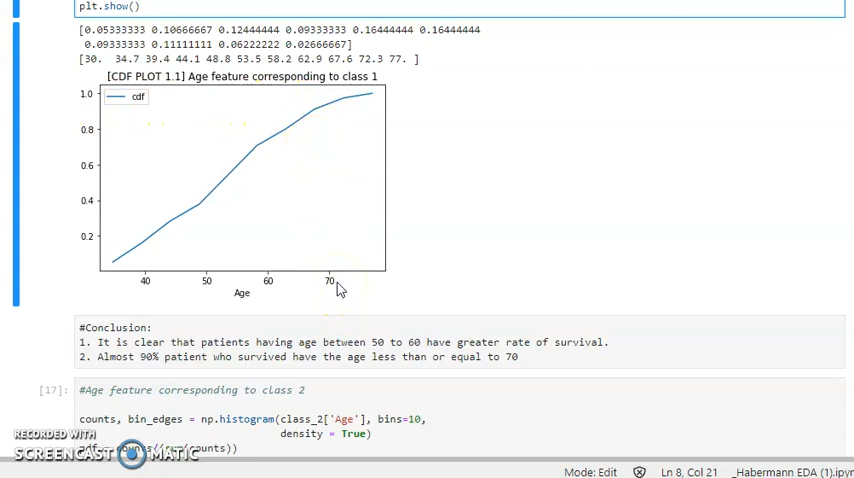 plt.show()
[0.05333333 0.10666667 0.12444444 0.09333333 0.16444444 0.16444444
0.09333333 0.11111111 0.06222222 0.02666667]
[30. 34.7 39.4 44.1 48.8 53.5 58.2 62.9 67.6 72.3 77. ]
[CDF PLOT 1.1] Age feature corresponding to class 1
1.0
cdf
0.8
0.6
0.4
0.2
40 50 60 70
Age
#Conclusion:
1. It is clear that patients having age between 50 to 60 have greater rate of survival.
2. Almost 90% patient who survived have the age less than or equal to 70
[17]: #Age feature corresponding to class 2
counts, bin_edges = np.histogram(class_2['Age'], bins=10,
density = True)
RECORDED WITH
SCREENCAST MATIC
Mode: Edit Ln 8, Col 21 _Habermann EDA (1).ipyn